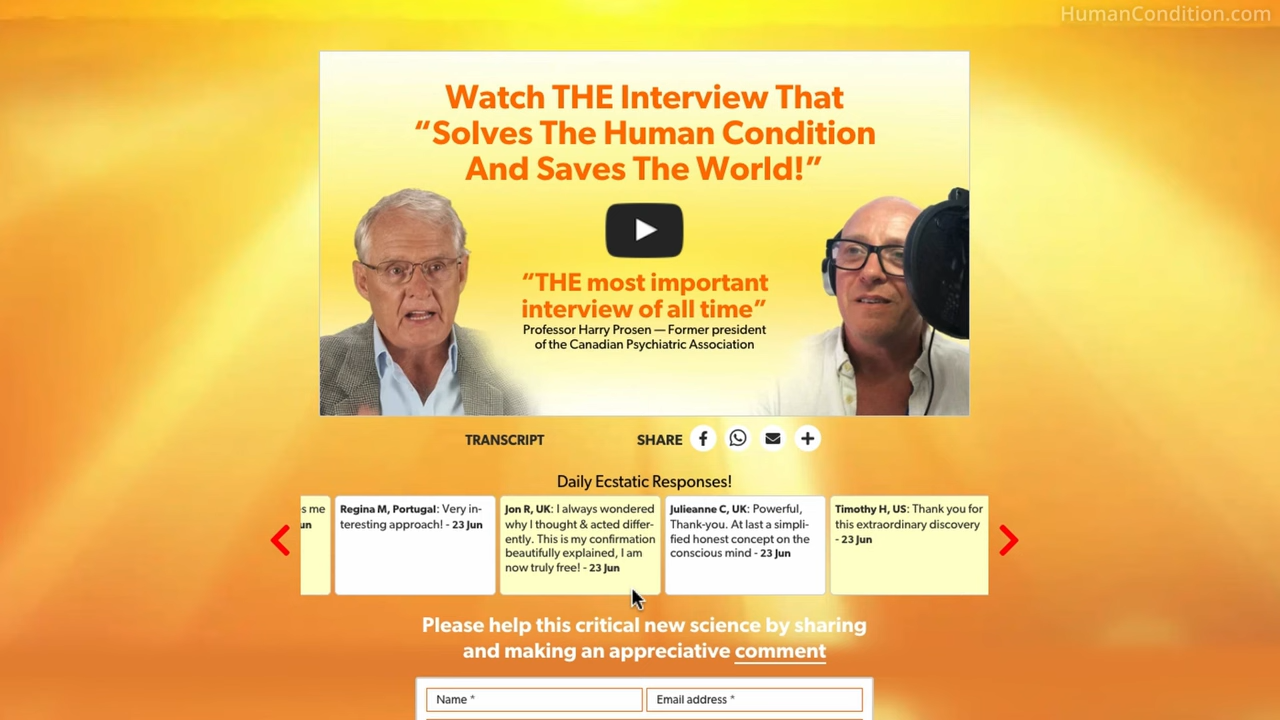 HumanCondition.com
Watch THE Interview That
“Solves The Human Condition
And Saves The World!”
“THE most important
interview of all time”
Professor Harry Prosen — Former president
of the Canadian Psychiatric Association
TRANSCRIPT
SHARE
Daily Ecstatic Responses!
s me
un
Regina M, Portugal: Very in-
teresting approach! - 23 Jun
Jon R, UK: I always wondered
why I thought & acted differ-
ently. This is my confirmation
beautifully explained, I am
now truly free! - 23 Jun
Julieanne C, UK: Powerful,
Thank-you. At last a simpli-
fied honest concept on the
conscious mind - 23 Jun
Timothy H, US: Thank you for
this extraordinary discovery
- 23 Jun
Please help this critical new science by sharing
and making an appreciative comment
Name *
Email address *